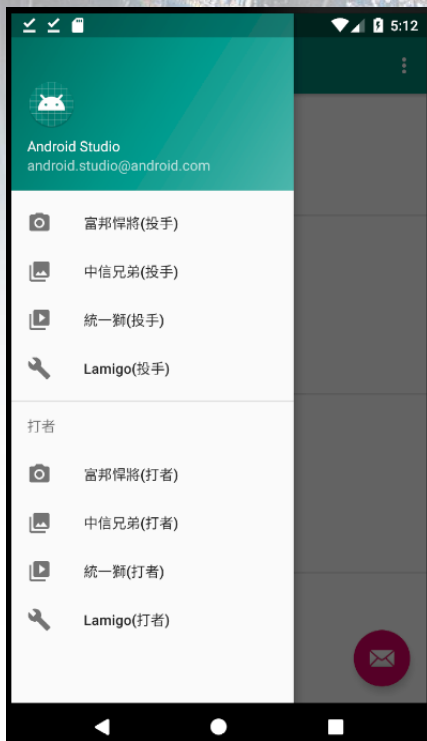 5:12
Android Studio
android.studio@android.com
富邦悍將(投手)
中信兄弟(投手)
統一獅(投手)
Lamigo(投手)
打者
富邦悍將(打者)
中信兄弟(打者)
統一獅(打者)
Lamigo(打者)